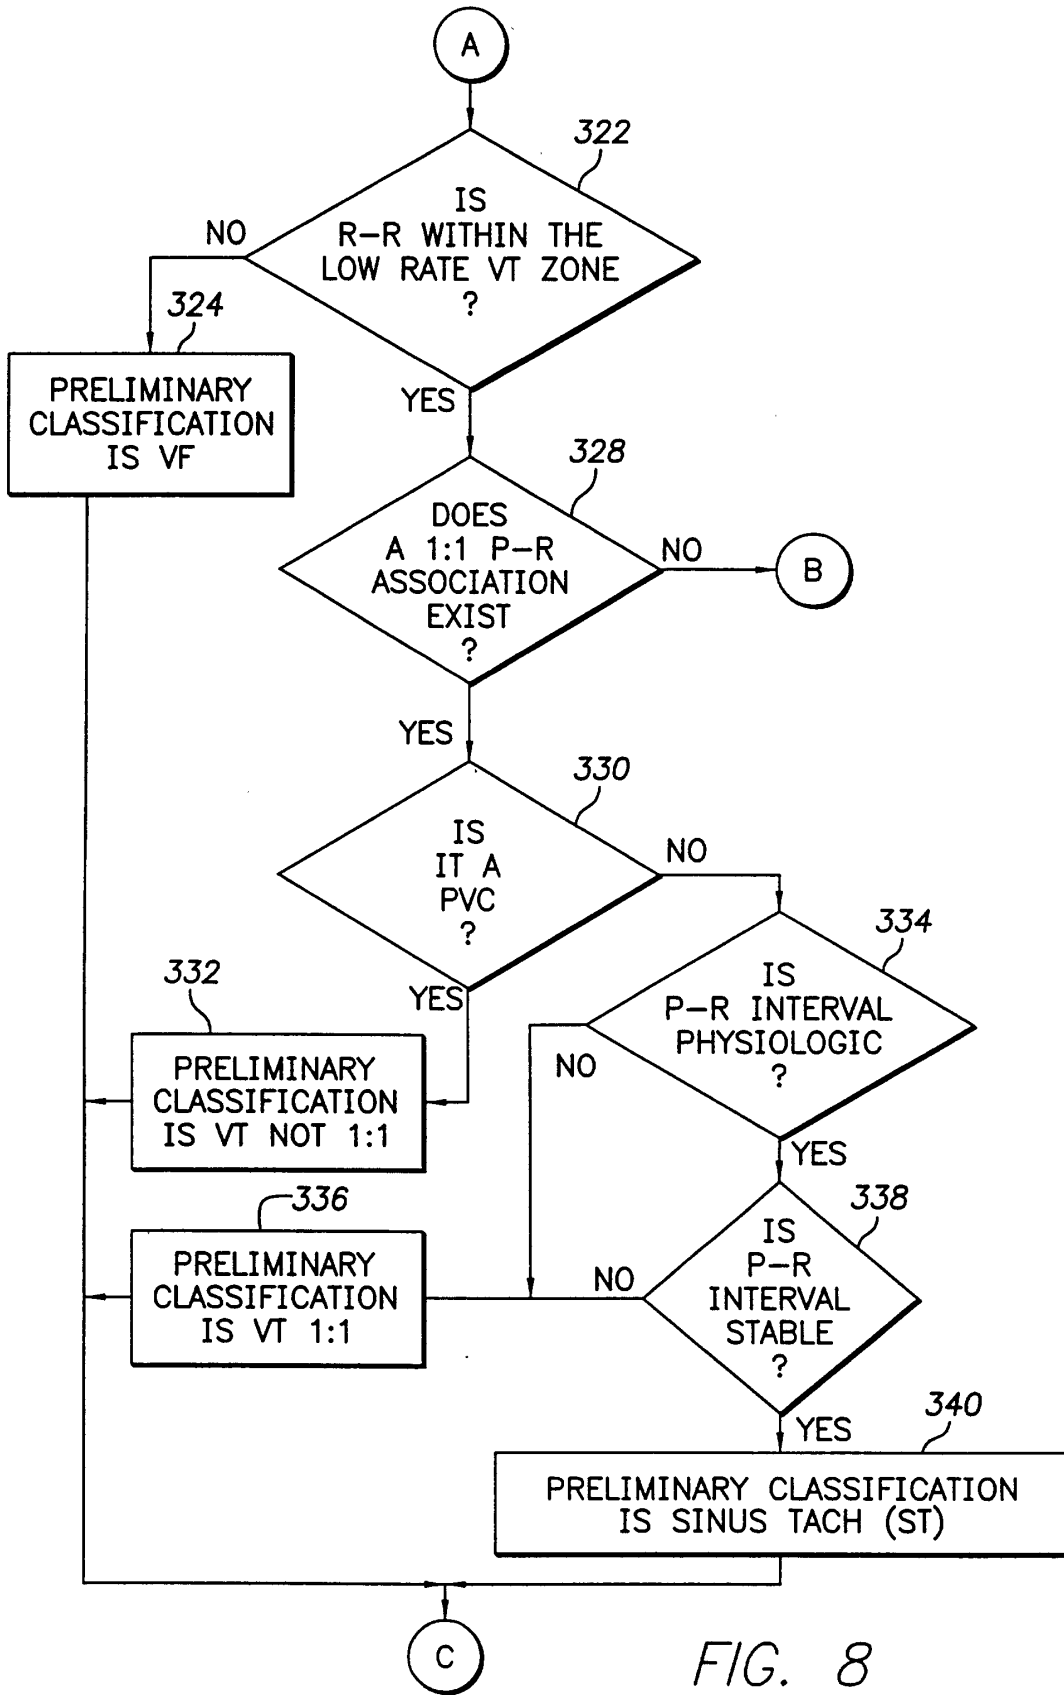 A
322
IS
R-R WITHIN THE
LOW RATE VT ZONE
?
NO
324
PRELIMINARY
CLASSIFICATION
IS VF
YES
328
DOES
A 1:1 P-R
ASSOCIATION
EXIST
?
NO
B
YES
330
IS
IT A
PVC
?
NO
334
IS
P-R INTERVAL
PHYSIOLOGIC
?
YES
332
PRELIMINARY
CLASSIFICATION
IS VT NOT 1:1
NO
YES
336
PRELIMINARY
CLASSIFICATION
IS VT 1:1
338
IS
P-R
INTERVAL
STABLE
?
NO
YES
340
PRELIMINARY CLASSIFICATION
IS SINUS TACH (ST)
C
FIG. 8